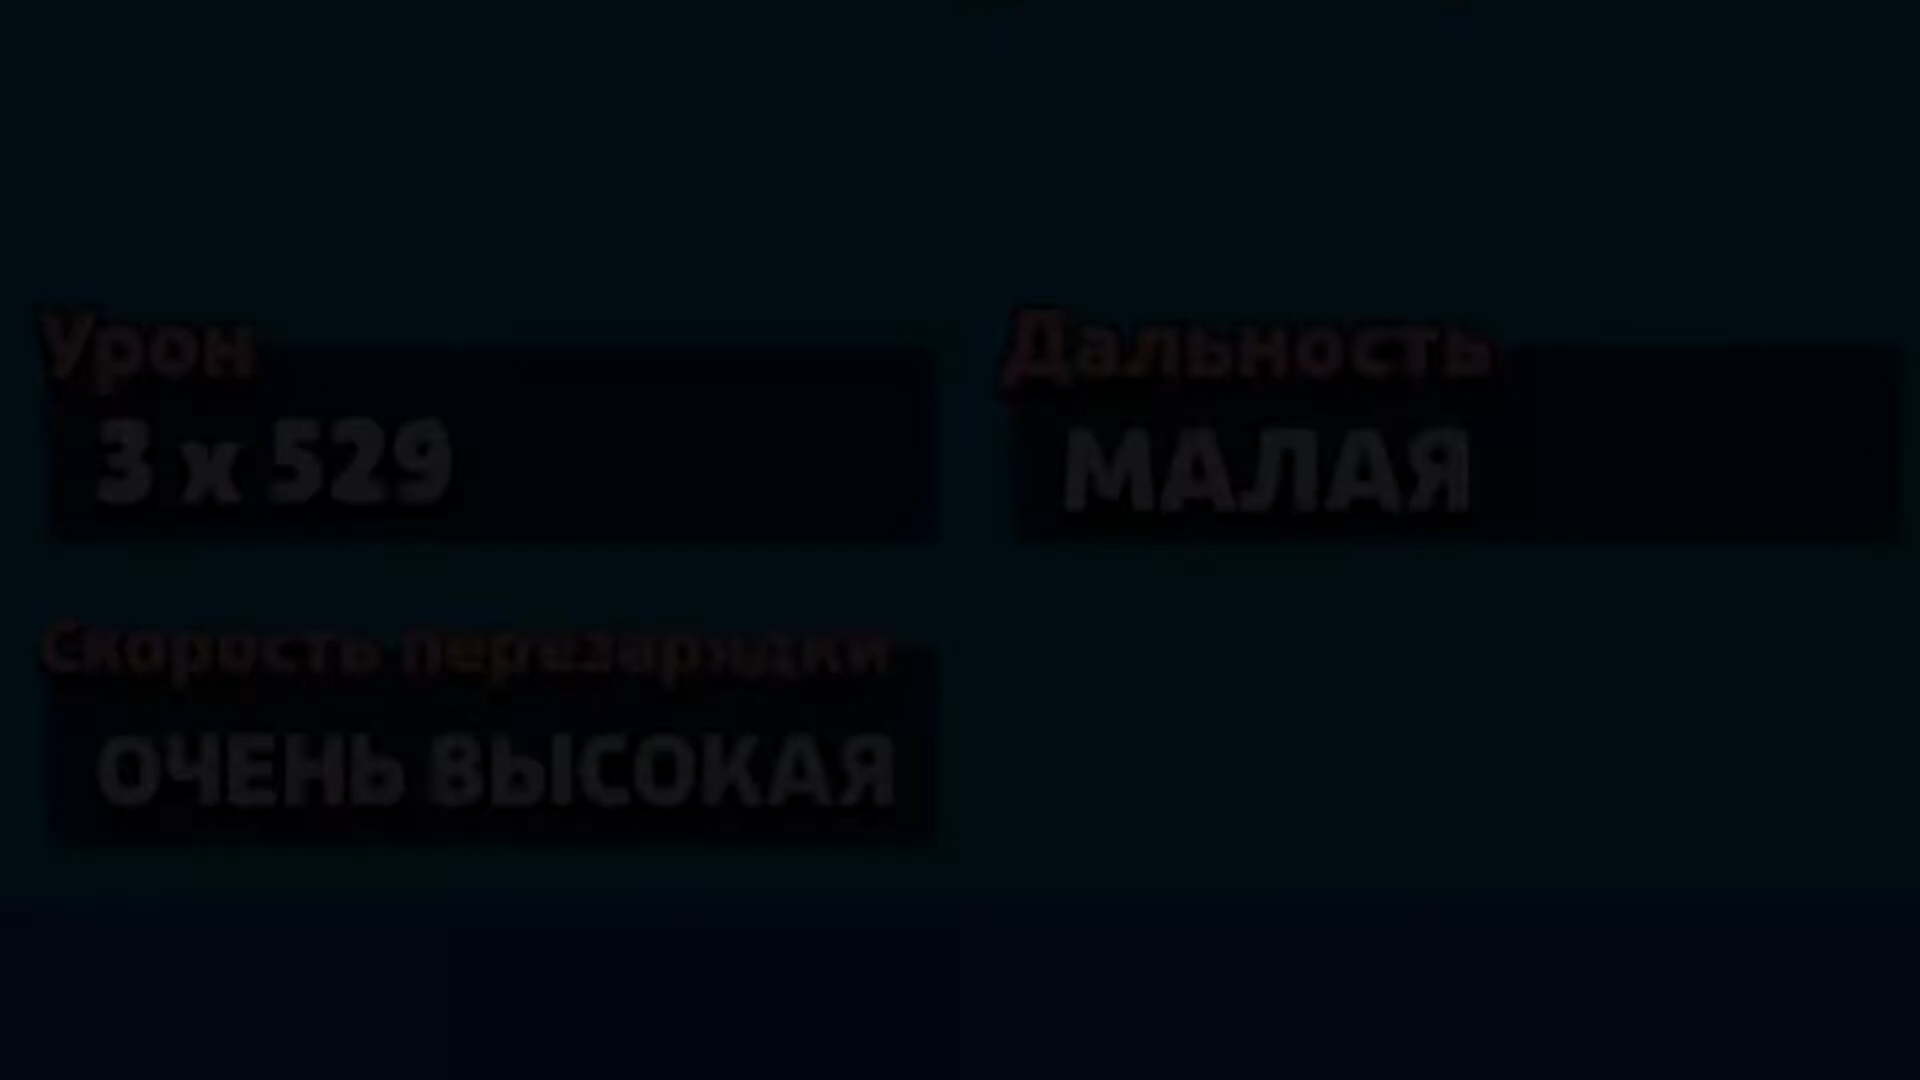 Урон
3 x 529
Дальность
МАЛАЯ
Скорость перезарядки
ОЧЕНЬ ВЫСОКАЯ